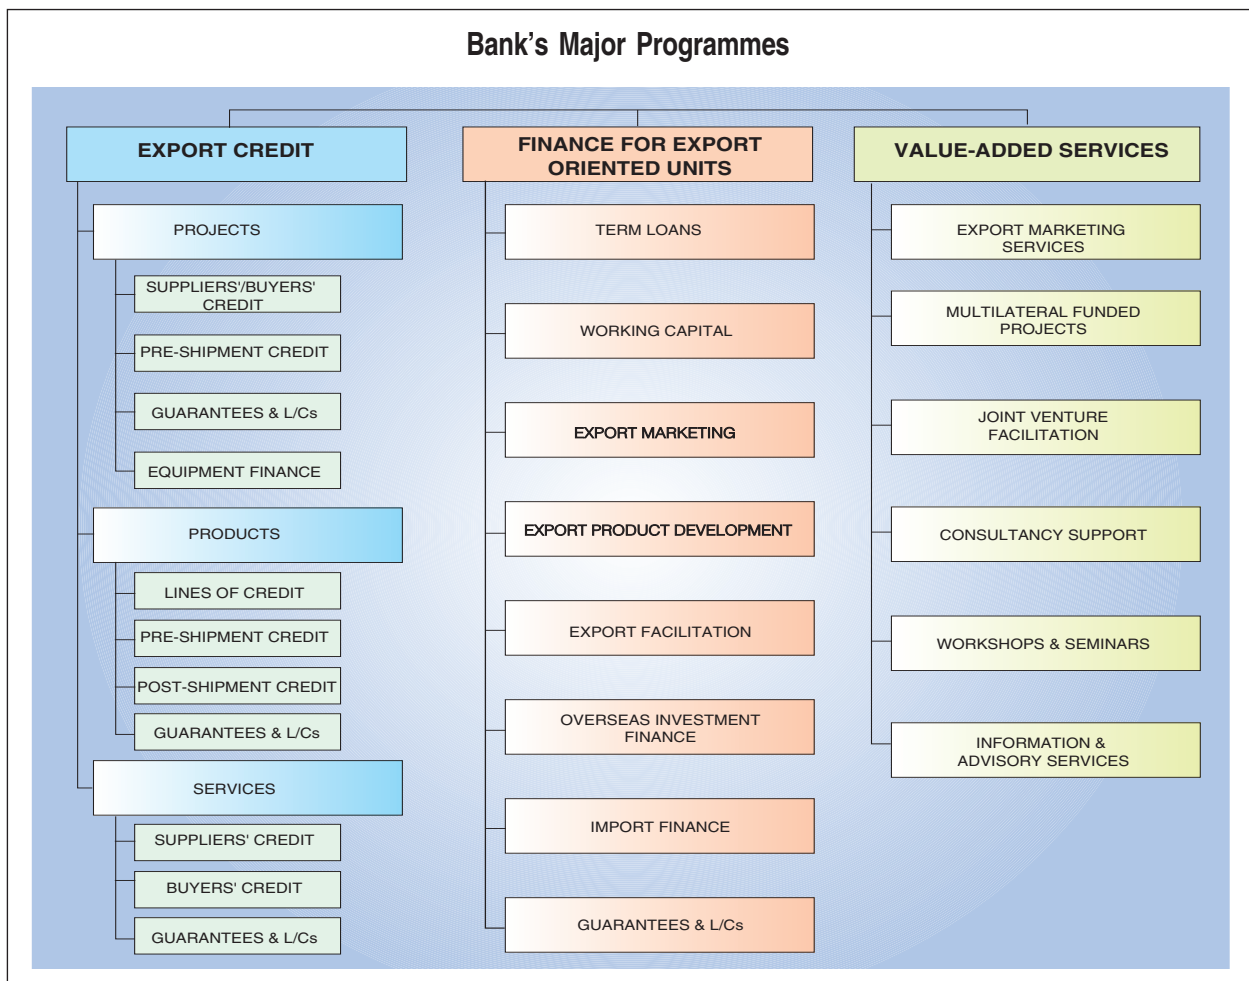 Bank's Major Programmes
EXPORT CREDIT
PROJECTS
SUPPLIERS'/BUYERS'
CREDIT
PRE-SHIPMENT CREDIT
GUARANTEES & L/Cs
EQUIPMENT FINANCE
PRODUCTS
LINES OF CREDIT
PRE-SHIPMENT CREDIT
POST-SHIPMENT CREDIT
GUARANTEES & L/Cs
SERVICES
SUPPLIERS' CREDIT
BUYERS' CREDIT
GUARANTEES & L/Cs
FINANCE FOR EXPORT
ORIENTED UNITS
TERM LOANS
WORKING CAPITAL
EXPORT MARKETING
EXPORT PRODUCT DEVELOPMENT
EXPORT FACILITATION
OVERSEAS INVESTMENT
FINANCE
IMPORT FINANCE
GUARANTEES & L/Cs
VALUE-ADDED SERVICES
EXPORT MARKETING
SERVICES
MULTILATERAL FUNDED
PROJECTS
JOINT VENTURE
FACILITATION
CONSULTANCY SUPPORT
WORKSHOPS & SEMINARS
INFORMATION &
ADVISORY SERVICES